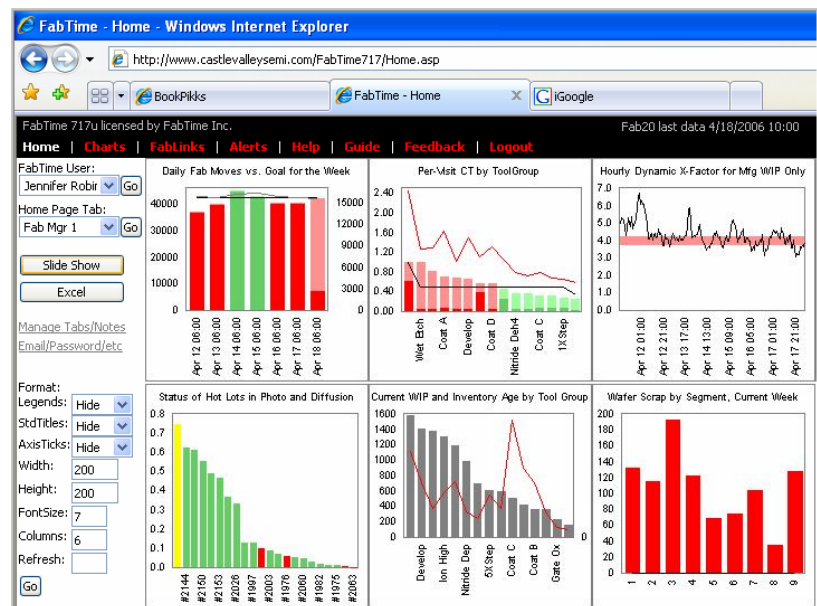 FabTime - Home - Windows Internet Explorer
http://www.castlevalleysemi.com/FabTime717/Home.asp
BookPikks FabTime - Home X iGoogle
FabTime 717u licensed by FabTime Inc. Fab20 last data 4/18/2006 10:00
Home | Charts | FabLinks | Alerts | Help | Guide | Feedback | Logout
FabTime User:
Jennifer Robir Go
Home Page Tab:
Fab Mgr 1 Go
Slide Show
Excel
Manage Tabs/Notes
Email/Password/etc
Format:
Legends: Hide
StdTitles: Hide
AxisTicks: Hide
Width: 200
Height: 200
FontSize: 7
Columns: 6
Refresh:
Go
Daily Fab Moves vs. Goal for the Week
40000
30000
20000
10000
0
15000
12000
9000
6000
3000
0
Apr 12 06:00
Apr 13 06:00
Apr 14 06:00
Apr 15 06:00
Apr 16 06:00
Apr 17 06:00
Apr 18 06:00
Per-Visit CT by ToolGroup
2.40
2.00
1.60
1.20
0.80
0.40
0.00
Wet Etch
Coat A
Develop
Coat D
Nitride Deh4
Coat C
1X Step
Hourly Dynamic X-Factor for Mfg WIP Only
7.0
6.0
5.0
4.0
3.0
2.0
1.0
0.0
Apr 12 01:00
Apr 12 21:00
Apr 13 17:00
Apr 14 13:00
Apr 15 09:00
Apr 16 05:00
Apr 17 01:00
Apr 17 21:00
Status of Hot Lots in Photo and Diffusion
0.8
0.7
0.6
0.5
0.4
0.3
0.2
0.1
0.0
#2144
#2150
#2153
#2026
#1997
#2003
#1976
#2060
#1982
#1975
#2063
Current WIP and Inventory Age by Tool Group
1600
1400
1200
1000
800
600
400
200
0
0
Develop
Ion High
Nitride Dep
5X Step
Coat C
Coat B
Gate Ox
Wafer Scrap by Segment, Current Week
200
180
160
140
120
100
80
60
40
20
0
1
2
3
4
5
6
7
8
9